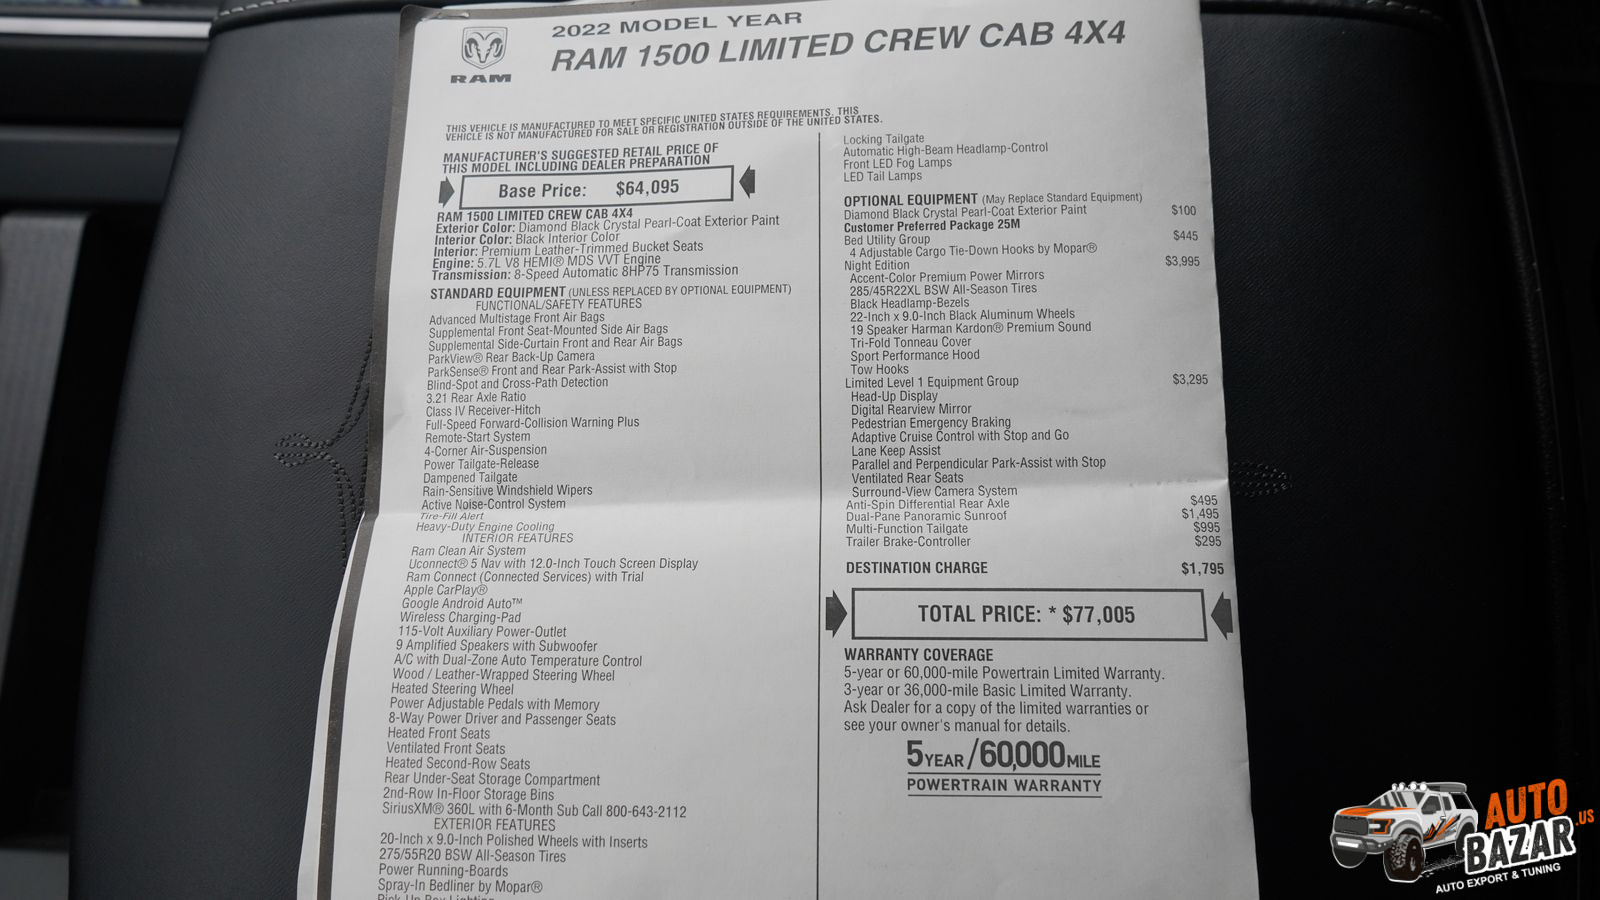 2022 MODEL YEAR
RAM 1500 LIMITED CREW CAB 4X4
RAM
THIS VEHICLE IS MANUFACTURED TO MEET SPECIFIC UNITED STATES REQUIREMENTS. THIS
VEHICLE IS NOT MANUFACTURED FOR SALE OR REGISTRATION OUTSIDE OF THE UNITED STATES.
MANUFACTURER'S SUGGESTED RETAIL PRICE OF
THIS MODEL INCLUDING DEALER PREPARATION
Base Price: $64,095
RAM 1500 LIMITED CREW CAB 4X4
Exterior Color: Diamond Black Crystal Pearl-Coat Exterior Paint
Interior Color: Black Interior Color
Interior: Premium Leather-Trimmed Bucket Seats
Engine: 5.7L V8 HEMI® MDS VVT Engine
Transmission: 8-Speed Automatic 8HP75 Transmission
STANDARD EQUIPMENT (UNLESS REPLACED BY OPTIONAL EQUIPMENT)
FUNCTIONAL/SAFETY FEATURES
Advanced Multistage Front Air Bags
Supplemental Front Seat-Mounted Side Air Bags
Supplemental Side-Curtain Front and Rear Air Bags
ParkView® Rear Back-Up Camera
ParkSense® Front and Rear Park-Assist with Stop
Blind-Spot and Cross-Path Detection
3.21 Rear Axle Ratio
Class IV Receiver-Hitch
Full-Speed Forward-Collision Warning Plus
Remote-Start System
4-Corner Air-Suspension
Power Tailgate-Release
Dampened Tailgate
Rain-Sensitive Windshield Wipers
Active Noise-Control System
Tire-Fill Alert
Heavy-Duty Engine Cooling
INTERIOR FEATURES
Ram Clean Air System
Uconnect® 5 Nav with 12.0-Inch Touch Screen Display
Ram Connect (Connected Services) with Trial
Apple CarPlay®
Google Android Auto™
Wireless Charging-Pad
115-Volt Auxiliary Power-Outlet
9 Amplified Speakers with Subwoofer
A/C with Dual-Zone Auto Temperature Control
Wood / Leather-Wrapped Steering Wheel
Heated Steering Wheel
Power Adjustable Pedals with Memory
8-Way Power Driver and Passenger Seats
Heated Front Seats
Ventilated Front Seats
Heated Second-Row Seats
Rear Under-Seat Storage Compartment
2nd-Row In-Floor Storage Bins
SiriusXM® 360L with 6-Month Sub Call 800-643-2112
EXTERIOR FEATURES
20-Inch x 9.0-Inch Polished Wheels with Inserts
275/55R20 BSW All-Season Tires
Power Running-Boards
Spray-In Bedliner by Mopar®
Pick-Up Box Lighting
Locking Tailgate
Automatic High-Beam Headlamp-Control
Front LED Fog Lamps
LED Tail Lamps
OPTIONAL EQUIPMENT (May Replace Standard Equipment)
Diamond Black Crystal Pearl-Coat Exterior Paint $100
Customer Preferred Package 25M
Bed Utility Group $445
4 Adjustable Cargo Tie-Down Hooks by Mopar®
Night Edition $3,995
Accent-Color Premium Power Mirrors
285/45R22XL BSW All-Season Tires
Black Headlamp-Bezels
22-Inch x 9.0-Inch Black Aluminum Wheels
19 Speaker Harman Kardon® Premium Sound
Tri-Fold Tonneau Cover
Sport Performance Hood
Tow Hooks
Limited Level 1 Equipment Group $3,295
Head-Up Display
Digital Rearview Mirror
Pedestrian Emergency Braking
Adaptive Cruise Control with Stop and Go
Lane Keep Assist
Parallel and Perpendicular Park-Assist with Stop
Ventilated Rear Seats
Surround-View Camera System
Anti-Spin Differential Rear Axle $495
Dual-Pane Panoramic Sunroof $1,495
Multi-Function Tailgate $995
Trailer Brake-Controller $295
DESTINATION CHARGE $1,795
TOTAL PRICE: * $77,005
WARRANTY COVERAGE
5-year or 60,000-mile Powertrain Limited Warranty.
3-year or 36,000-mile Basic Limited Warranty.
Ask Dealer for a copy of the limited warranties or
see your owner's manual for details.
5 YEAR / 60,000 MILE
POWERTRAIN WARRANTY
AUTO
BAZAR.US
AUTO EXPORT & TUNING